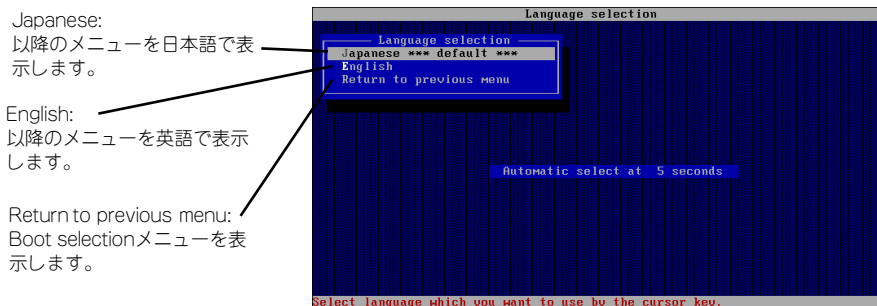 Japanese:
以降のメニューを日本語で表
示します。
English:
以降のメニューを英語で表示
します。
Return to previous menu:
Boot selectionメニューを表
示します。
Language selection
Language selection
Japanese *** default ***
English
Return to previous menu
Automatic select at 5 seconds
Select language which you want to use by the cursor key.